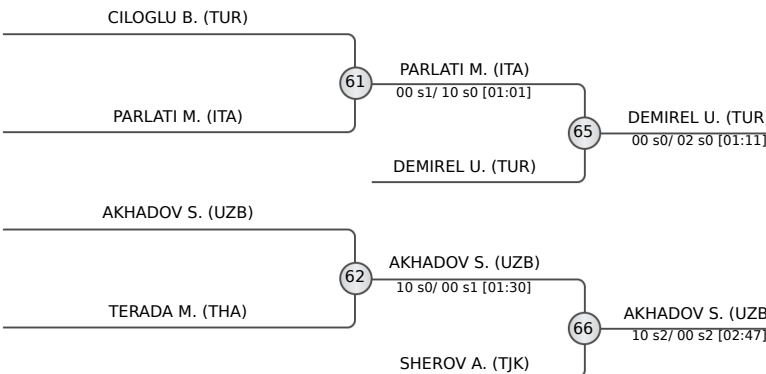 CILOGLU B. (TUR)
61
PARLATI M. (ITA)
00 s1/ 10 s0 [01:01]
PARLATI M. (ITA)
65
DEMIREL U. (TUR
00 s0/ 02 s0 [01:11]
DEMIREL U. (TUR)
AKHADOV S. (UZB)
62
AKHADOV S. (UZB)
10 s0/ 00 s1 [01:30]
TERADA M. (THA)
66
AKHADOV S. (UZB
10 s2/ 00 s2 [02:47]
SHEROV A. (TJK)